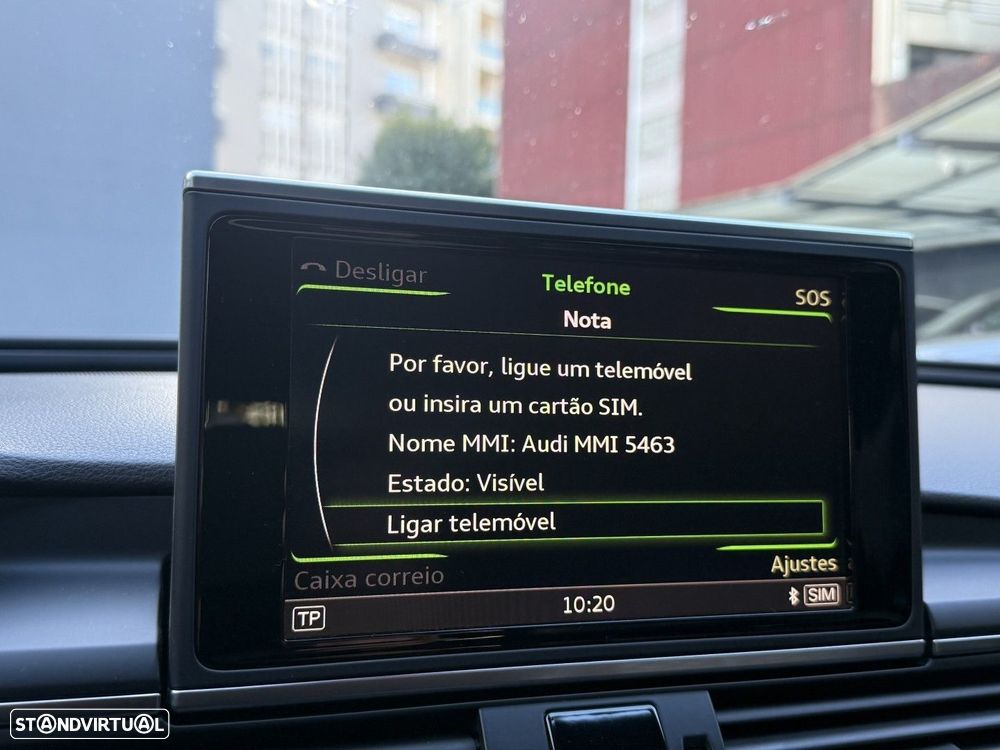 Desligar
Telefone
SOS
Nota
Por favor, ligue um telemóvel
ou insira um cartão SIM.
Nome MMI: Audi MMI 5463
Estado: Visível
Ligar telemóvel
Caixa correio
Ajustes
TP
10:20
SIM
STANDVIRTUAL